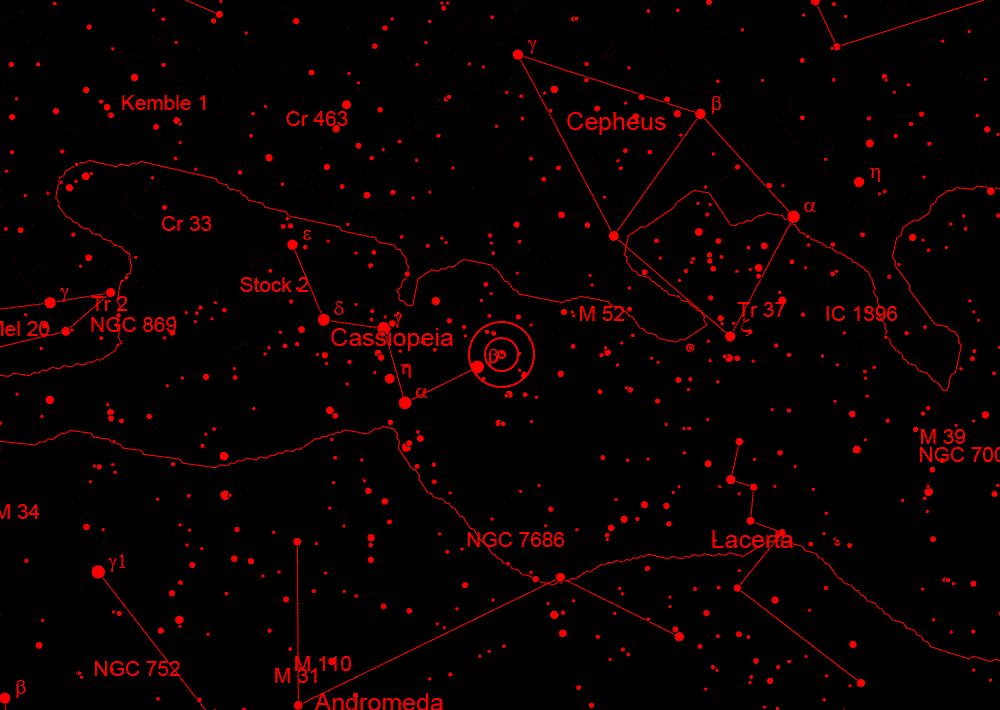 γ
Kemble 1
β
Cr 463
Cepheus
η
α
Cr 33
ε
Stock 2
γ
Tr 2
Mel 20
NGC 869
δ
γ
Cassiopeia
M 52
Tr 37
ζ
IC 1396
β
η
α
M 39
NGC 700
M 34
NGC 7686
Lacerta
γ1
NGC 752
M 110
M 31
β
Andromeda